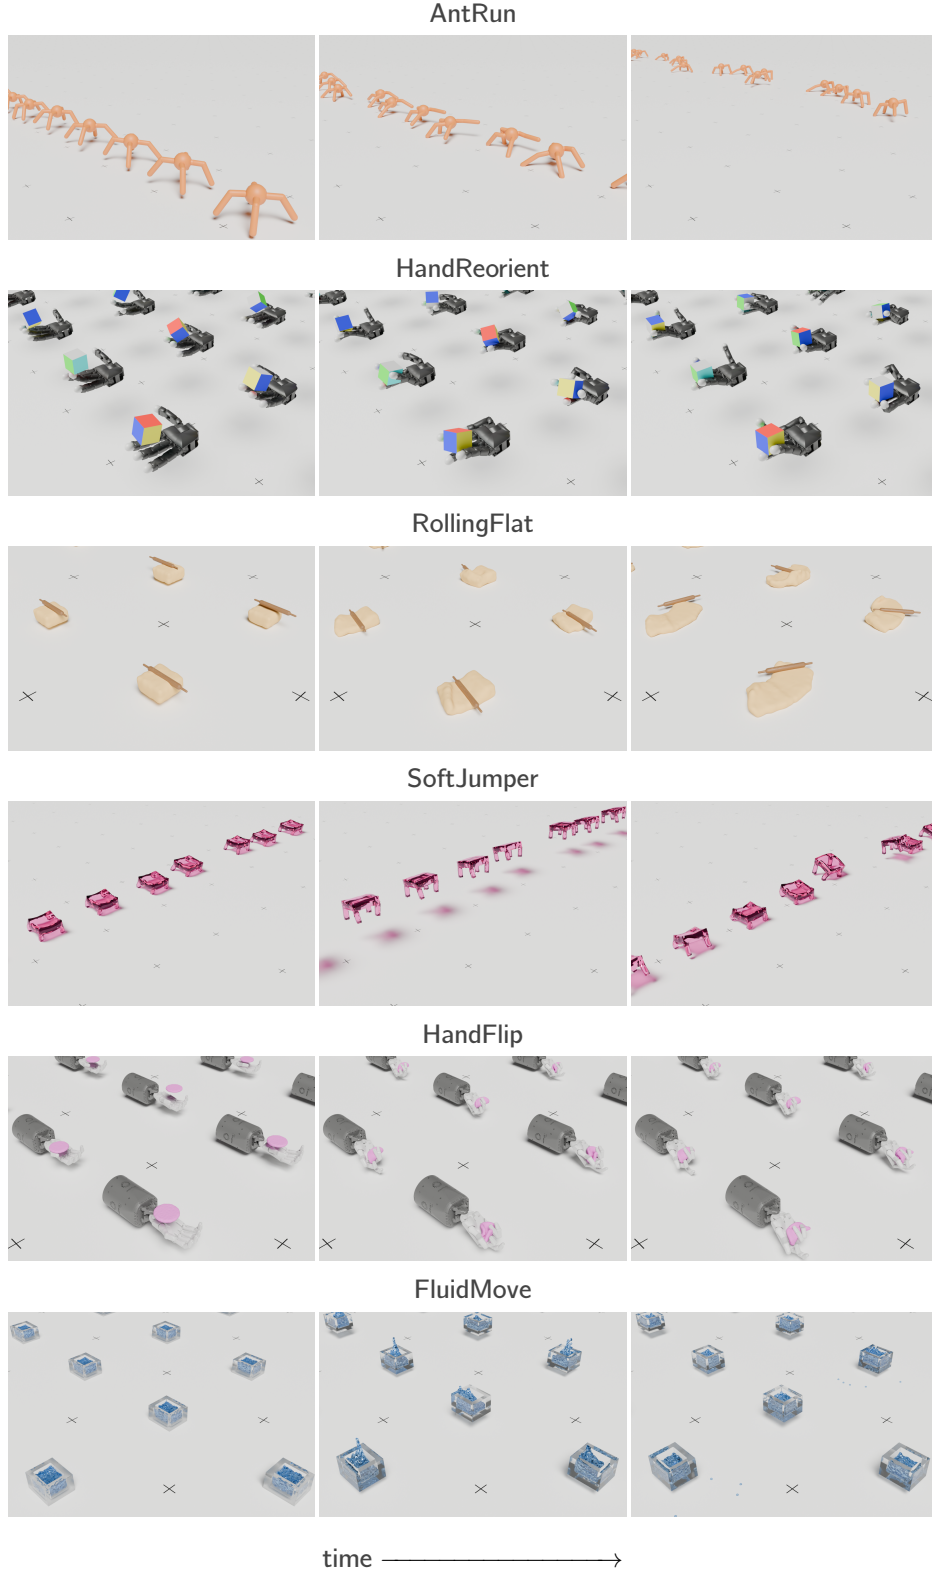 AntRun
HandReorient
RollingFlat
SoftJumper
HandFlip
FluidMove
time